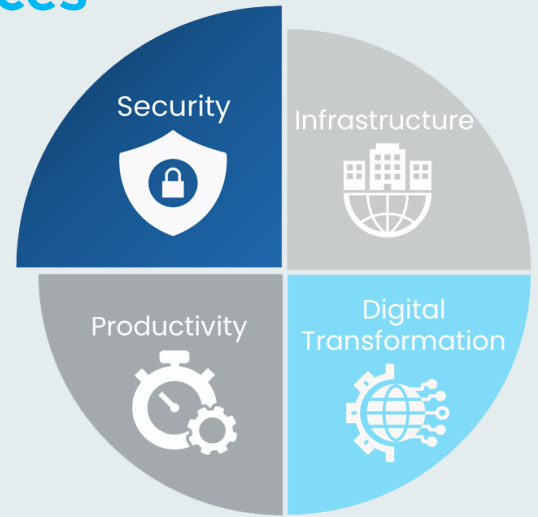 Security
Infrastructure
Productivity
Digital
Transformation